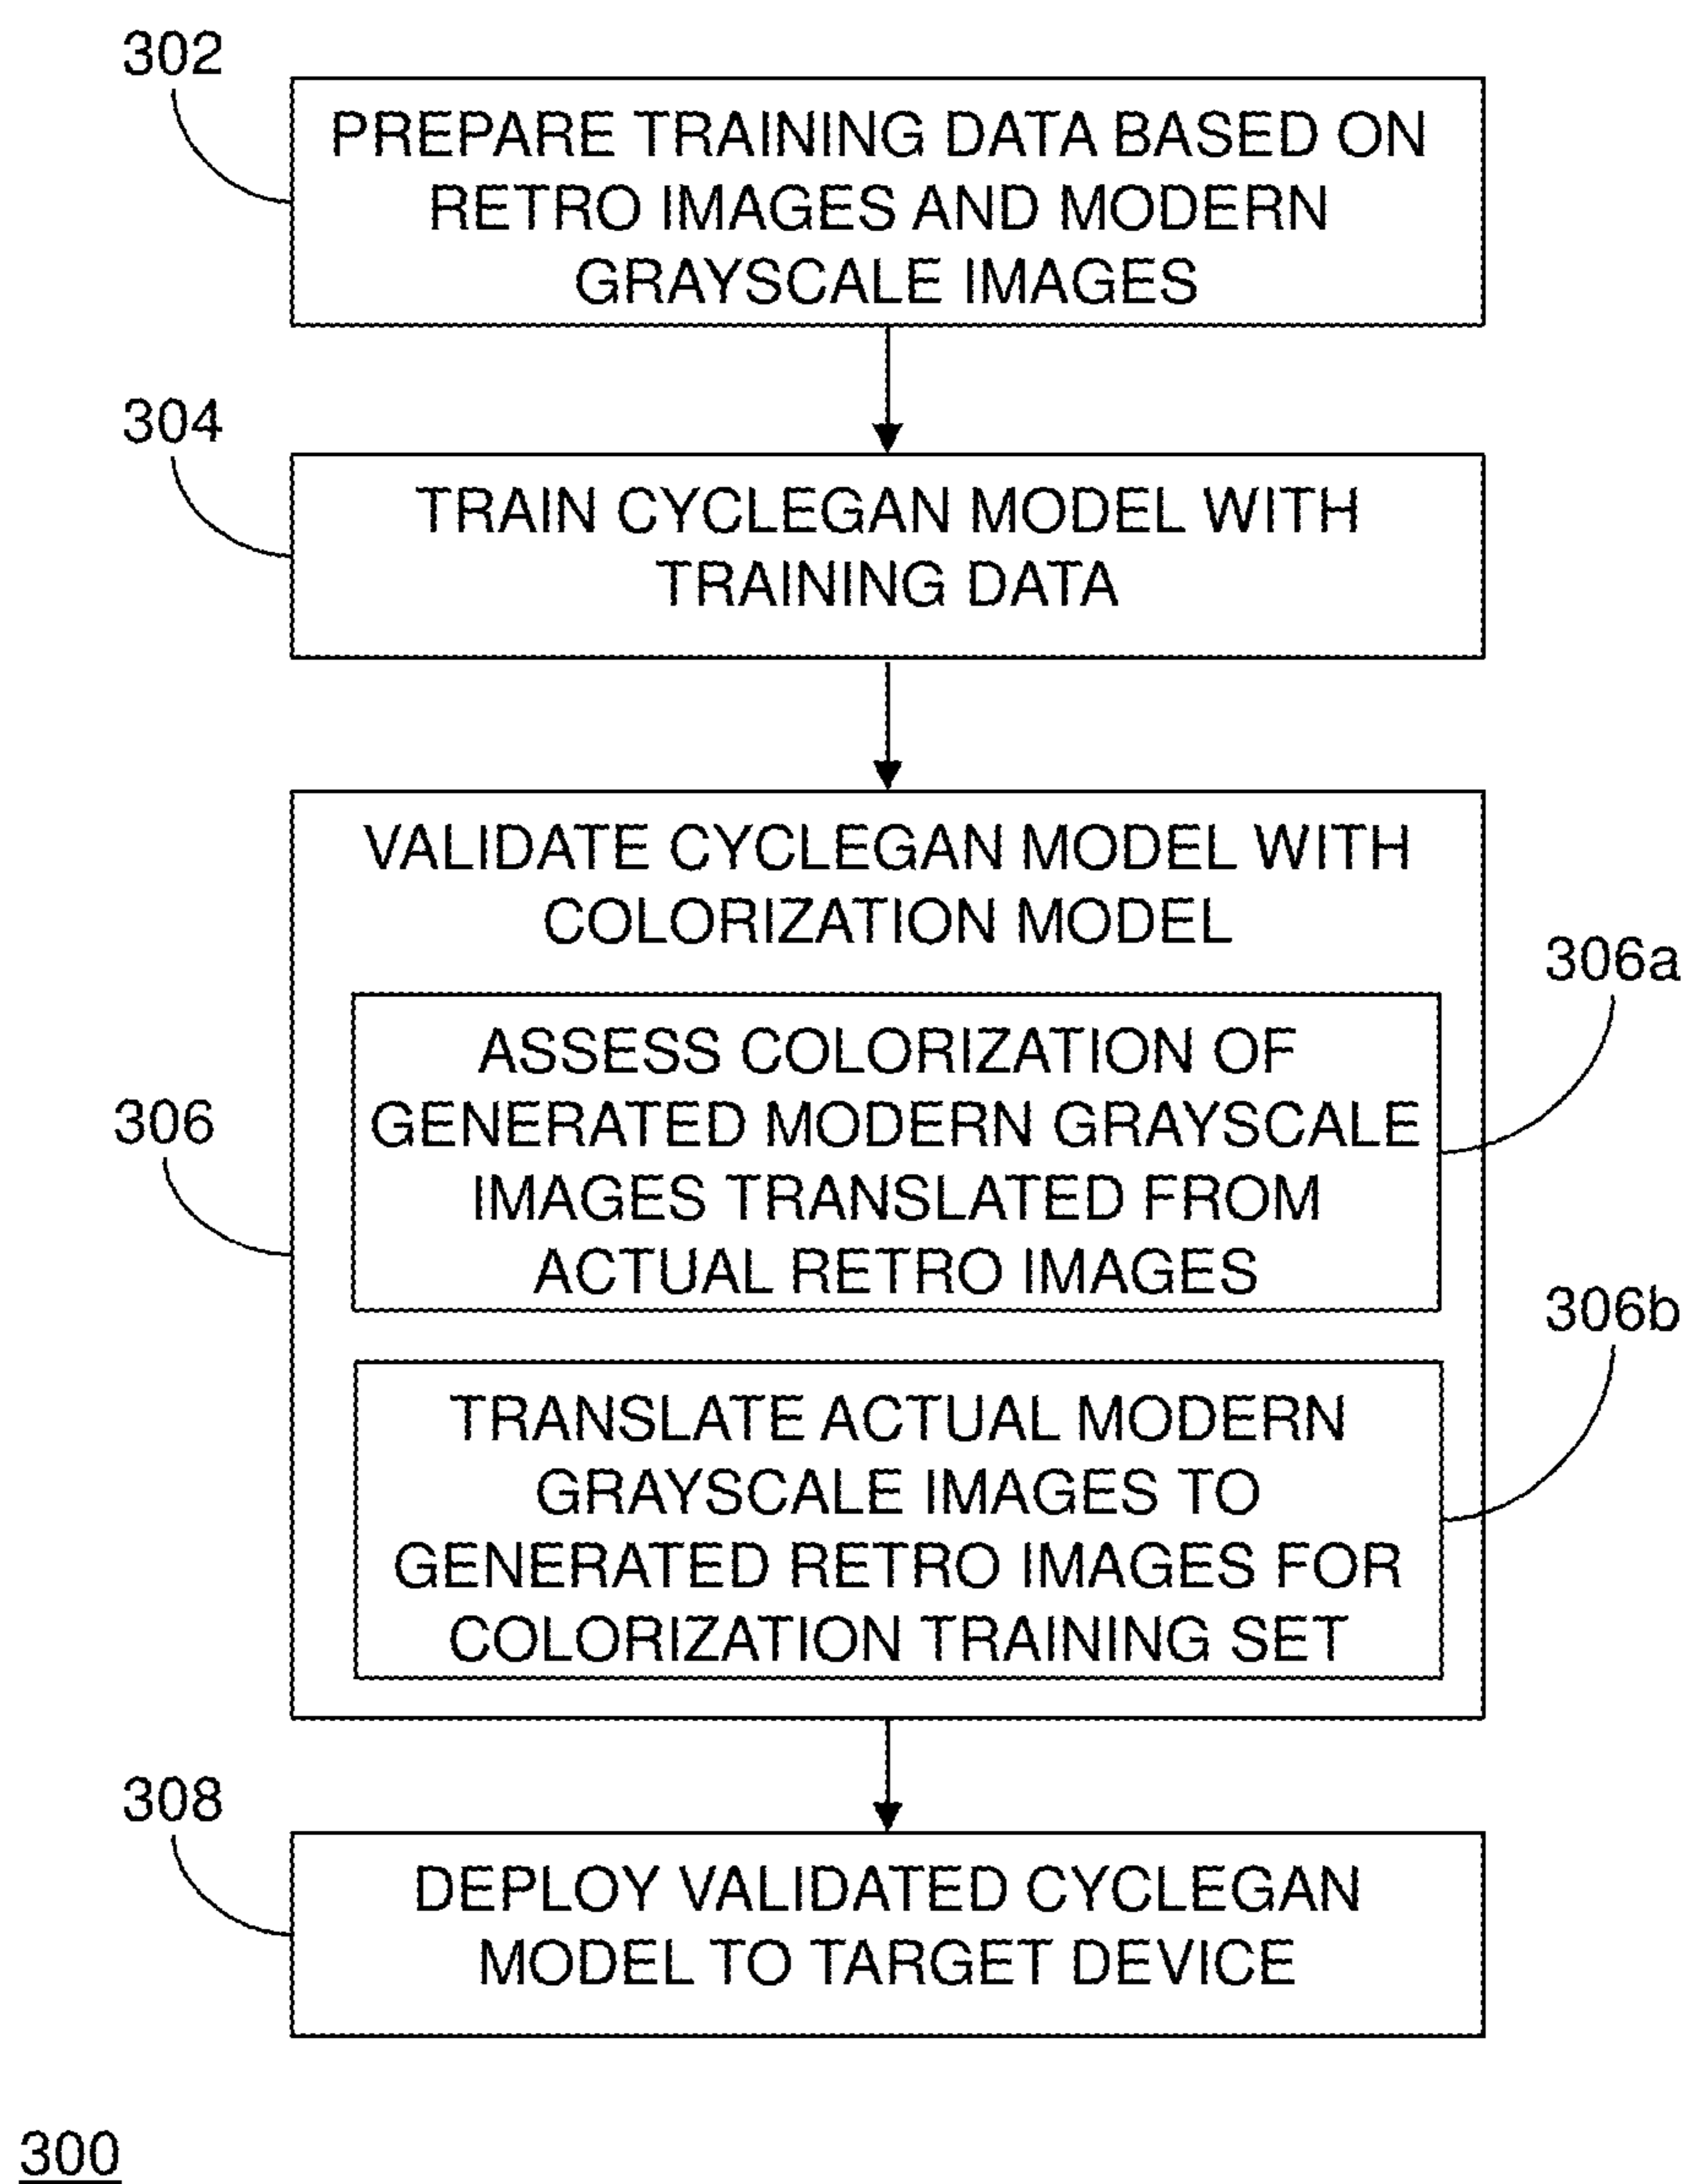 302
PREPARE TRAINING DATA BASED ON
RETRO IMAGES AND MODERN
GRAYSCALE IMAGES
304
TRAIN CYCLEGAN MODEL WITH
TRAINING DATA
306
VALIDATE CYCLEGAN MODEL WITH
COLORIZATION MODEL
306a
ASSESS COLORIZATION OF
GENERATED MODERN GRAYSCALE
IMAGES TRANSLATED FROM
ACTUAL RETRO IMAGES
306b
TRANSLATE ACTUAL MODERN
GRAYSCALE IMAGES TO
GENERATED RETRO IMAGES FOR
COLORIZATION TRAINING SET
308
DEPLOY VALIDATED CYCLEGAN
MODEL TO TARGET DEVICE
300